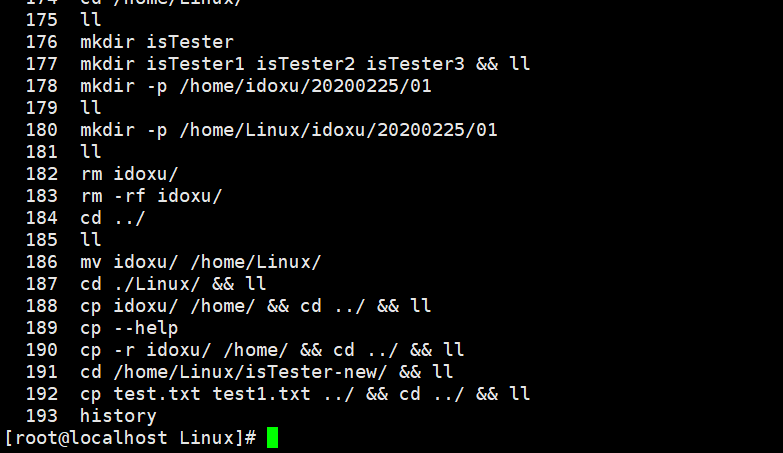 174 cd /home/Linux/
175 ll
176 mkdir isTester
177 mkdir isTester1 isTester2 isTester3 && ll
178 mkdir -p /home/idoxu/20200225/01
179 ll
180 mkdir -p /home/Linux/idoxu/20200225/01
181 ll
182 rm idoxu/
183 rm -rf idoxu/
184 cd ../
185 ll
186 mv idoxu/ /home/Linux/
187 cd ./Linux/ && ll
188 cp idoxu/ /home/ && cd ../ && ll
189 cp --help
190 cp -r idoxu/ /home/ && cd ../ && ll
191 cd /home/Linux/isTester-new/ && ll
192 cp test.txt test1.txt ../ && cd ../ && ll
193 history
[root@localhost Linux]#